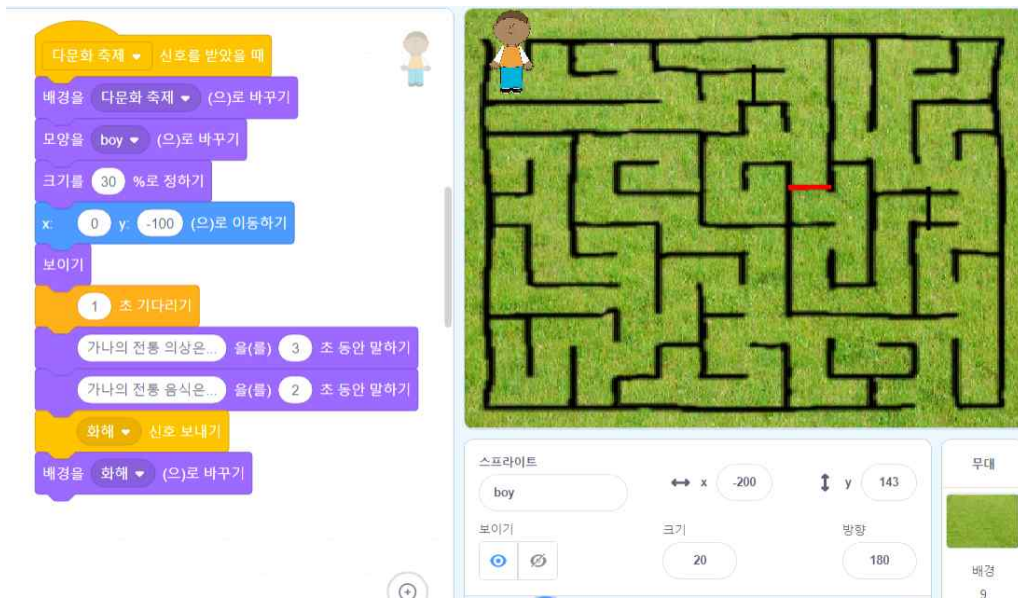 다문화 축제 신호를 받았을 때
배경을 다문화 축제 (으)로 바꾸기
모양을 boy (으)로 바꾸기
크기를 30 %로 정하기
x: 0 y: -100 (으)로 이동하기
보이기
1 초 기다리기
가나의 전통 의상은... 을(를) 3 초 동안 말하기
가나의 전통 음식은... 을(를) 2 초 동안 말하기
화해 신호 보내기
배경을 화해 (으)로 바꾸기
스프라이트
boy
x -200
y 143
보이기
크기
20
방향
180
무대
배경
9